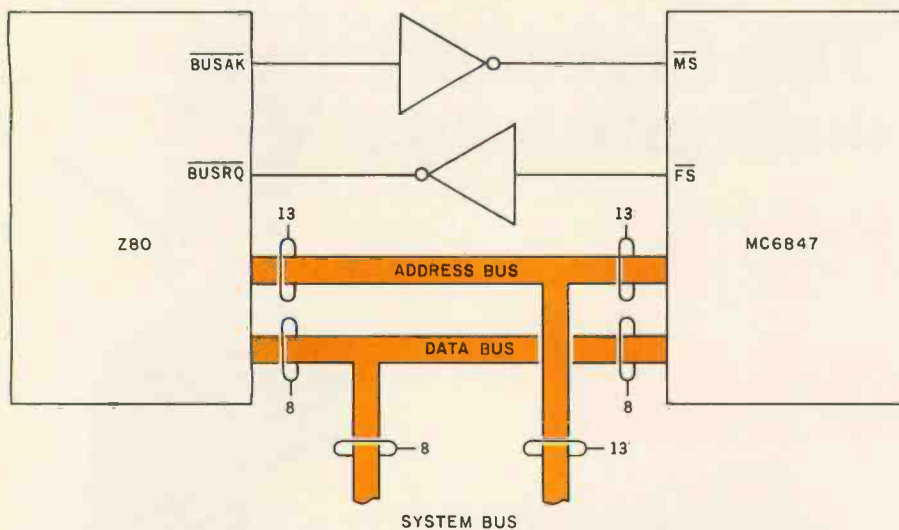 BUSAK
MS
BUSRQ
FS
13
13
Z80
MC6847
ADDRESS BUS
DATA BUS
8
8
8
13
SYSTEM BUS